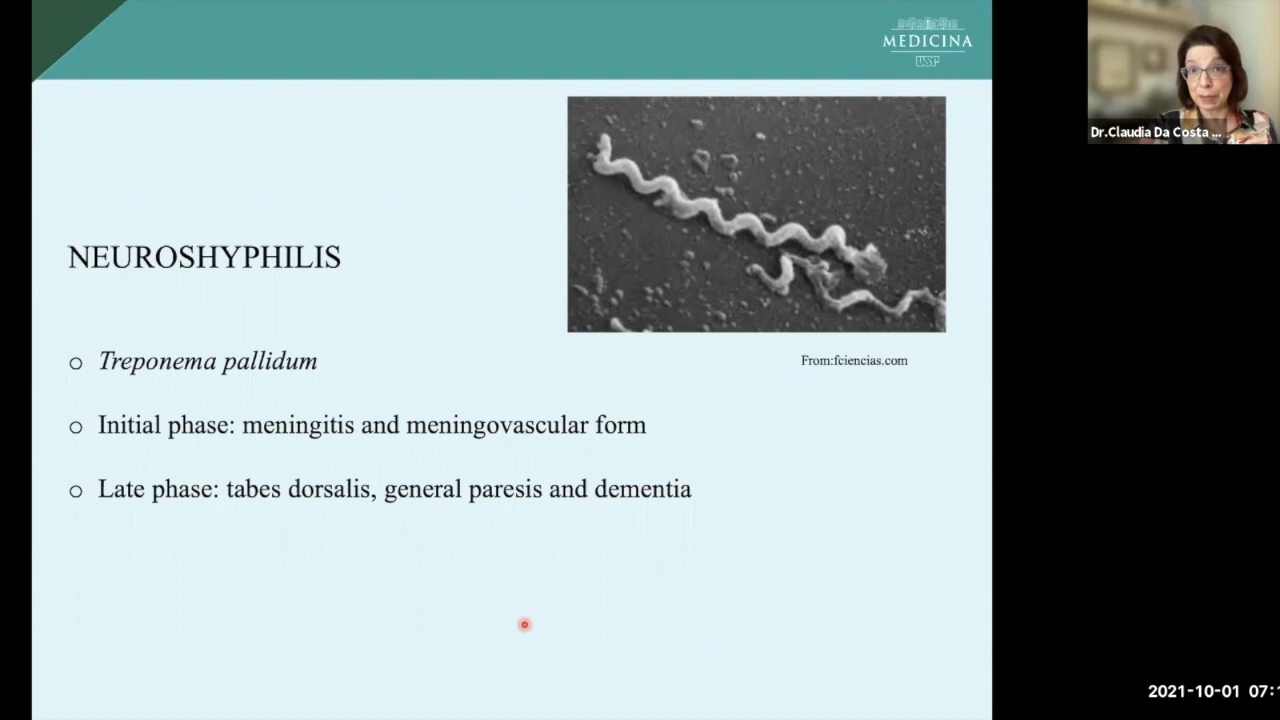 MEDICINA
USP
Dr.Claudia Da Costa ...
NEUROSHYPHILIS
From:fciencias.com
Treponema pallidum
Initial phase: meningitis and meningovascular form
Late phase: tabes dorsalis, general paresis and dementia
2021-10-01 07: